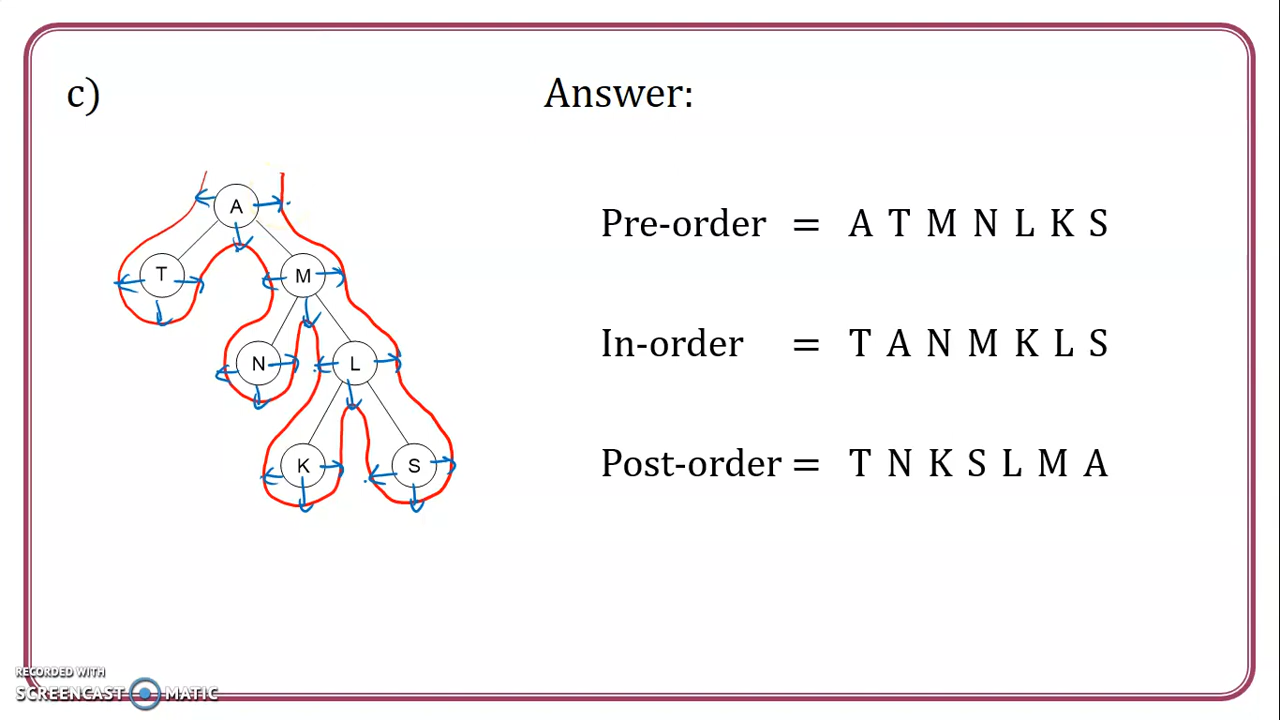 c)
Answer:
A
T
M
N
L
K
S
Pre-order = A T M N L K S
In-order = T A N M K L S
Post-order = T N K S L M A
RECORDED WITH
SCREENCAST MATIC